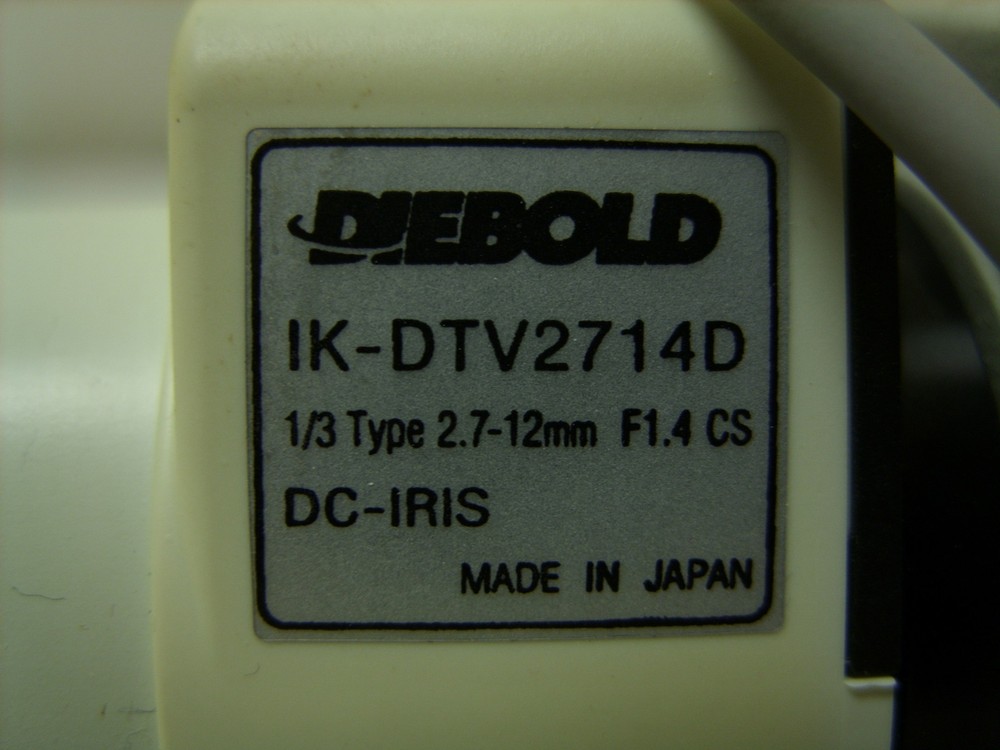 DIEBOLD
IK-DTV2714D
1/3 Type 2.7-12mm F1.4 CS
DC-IRIS
MADE IN JAPAN